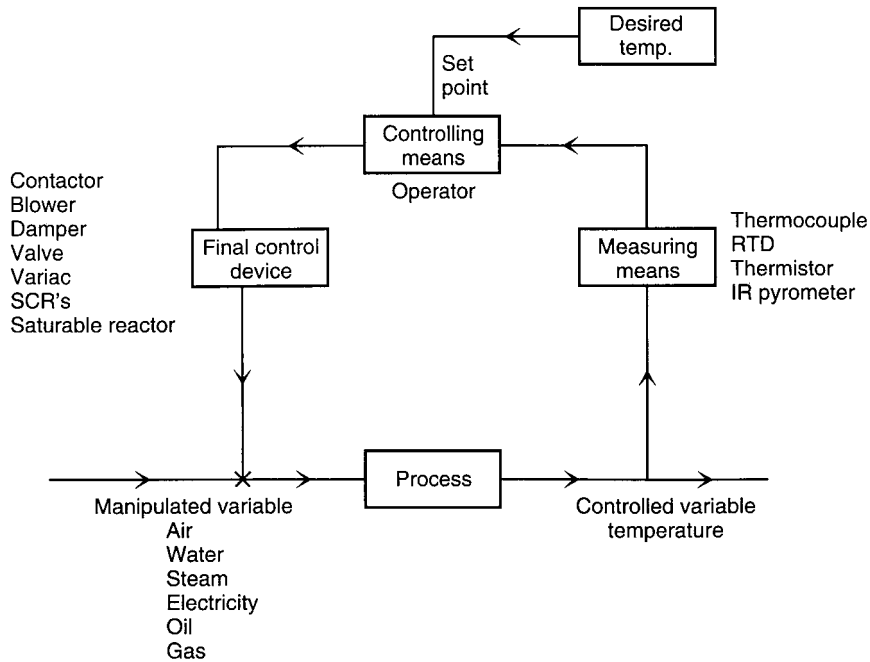 Desired
temp.
Set
point
Controlling
means
Operator
Contactor
Blower
Damper
Valve
Variac
SCR's
Saturable reactor
Final control
device
Measuring
means
Thermocouple
RTD
Thermistor
IR pyrometer
Process
Manipulated variable
Air
Water
Steam
Electricity
Oil
Gas
Controlled variable
temperature